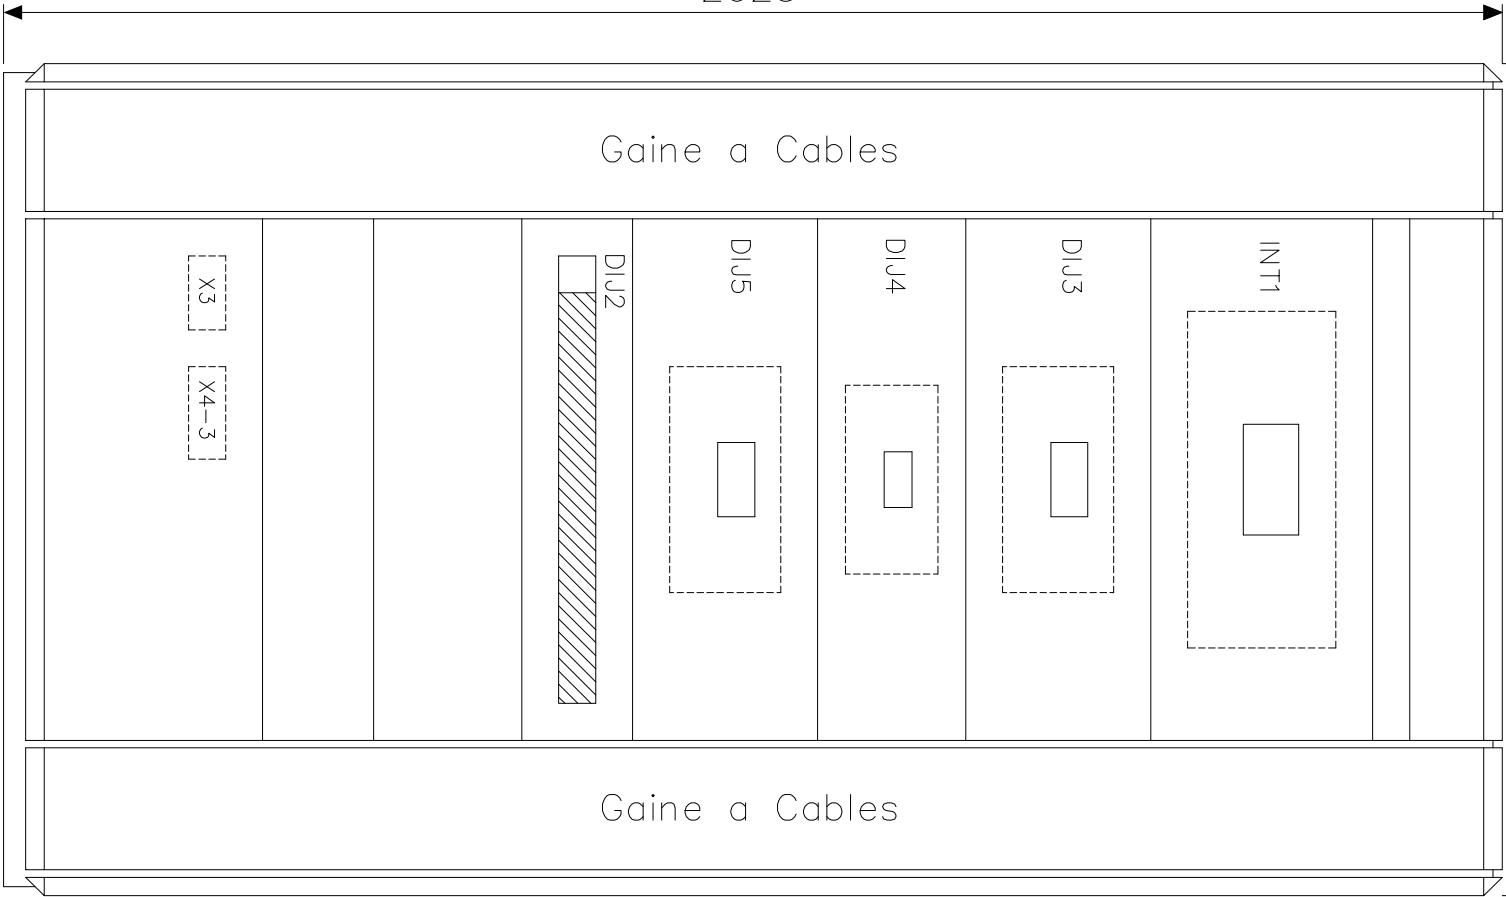 Gaine a Cables
X3
X4-3
DIJ2
DIJ5
DIJ4
DIJ3
INT1
Gaine a Cables